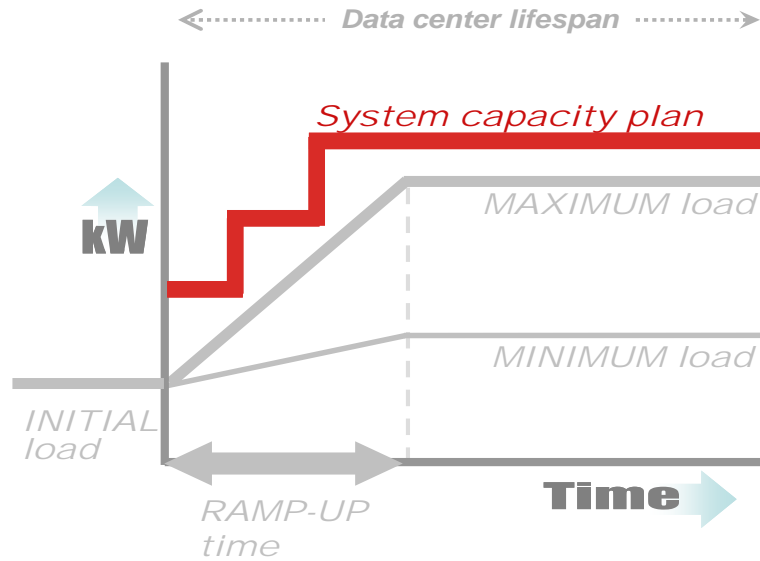 Data center lifespan
System capacity plan
MAXIMUM load
kW
MINIMUM load
INITIAL
load
Time
RAMP-UP
time